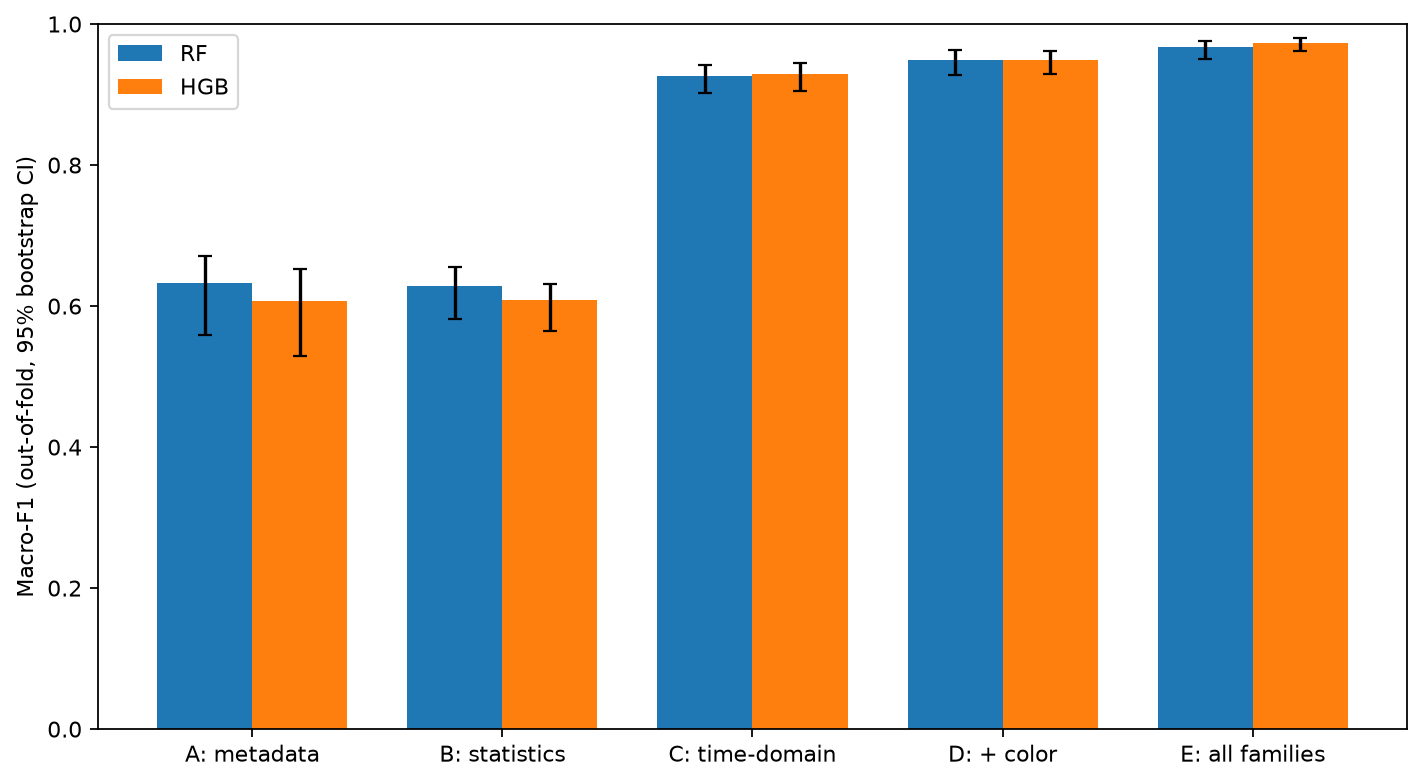 RF
HGB
Macro-F1 (out-of-fold, 95% bootstrap CI)
1.0
0.8
0.6
0.4
0.2
0.0
A: metadata
B: statistics
C: time-domain
D: + color
E: all families